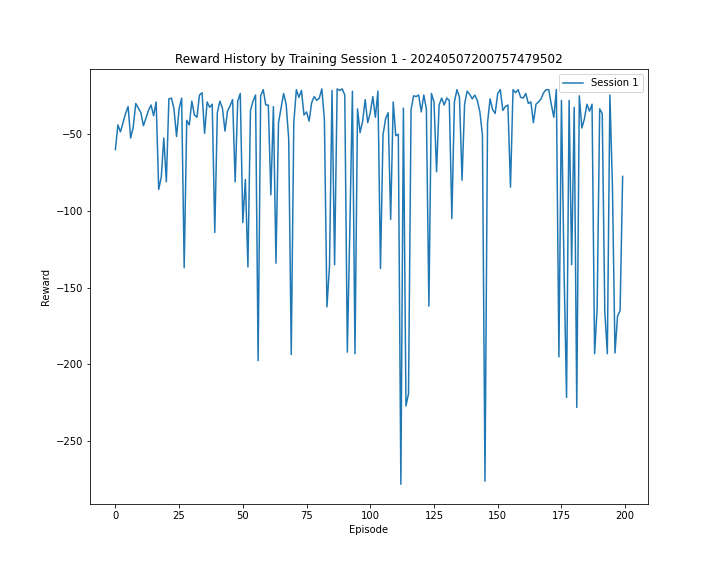 Reward History by Training Session 1 - 20240507200757479502
Session 1
−50
−100
−150
−200
−250
Reward
0 25 50 75 100 125 150 175 200
Episode